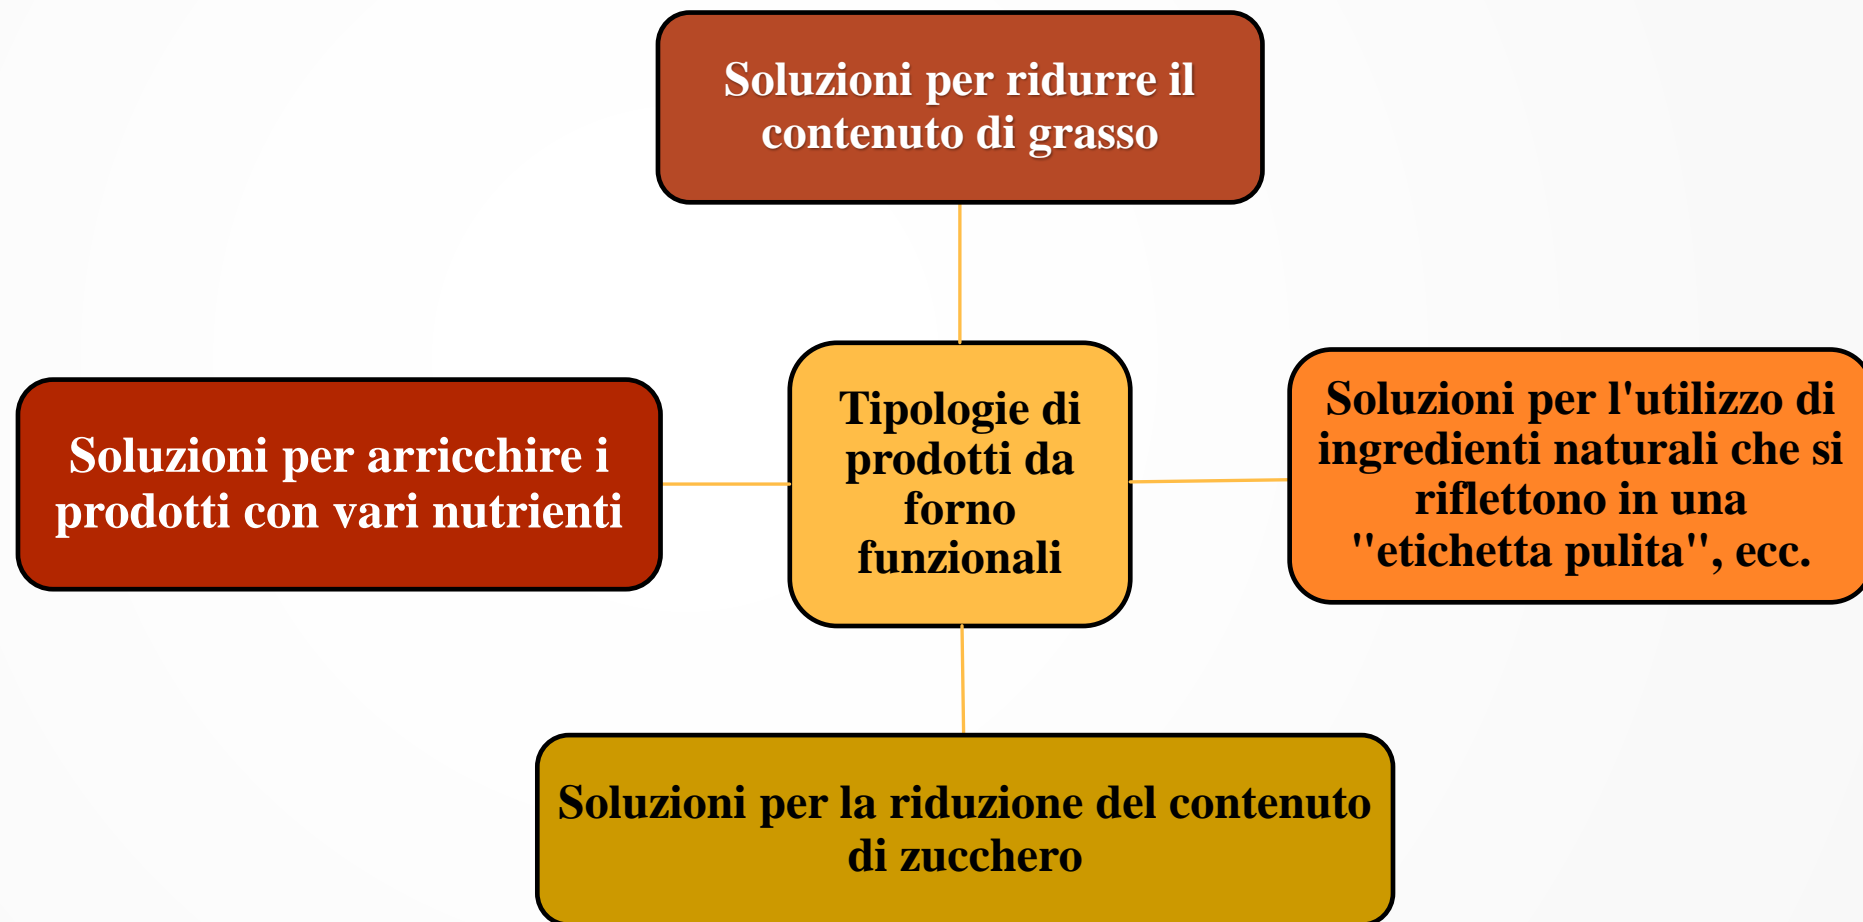 Soluzioni per ridurre il
contenuto di grasso
Soluzioni per arricchire i
prodotti con vari nutrienti
Tipologie di
prodotti da
forno
funzionali
Soluzioni per l'utilizzo di
ingredienti naturali che si
riflettono in una
"etichetta pulita", ecc.
Soluzioni per la riduzione del contenuto
di zucchero